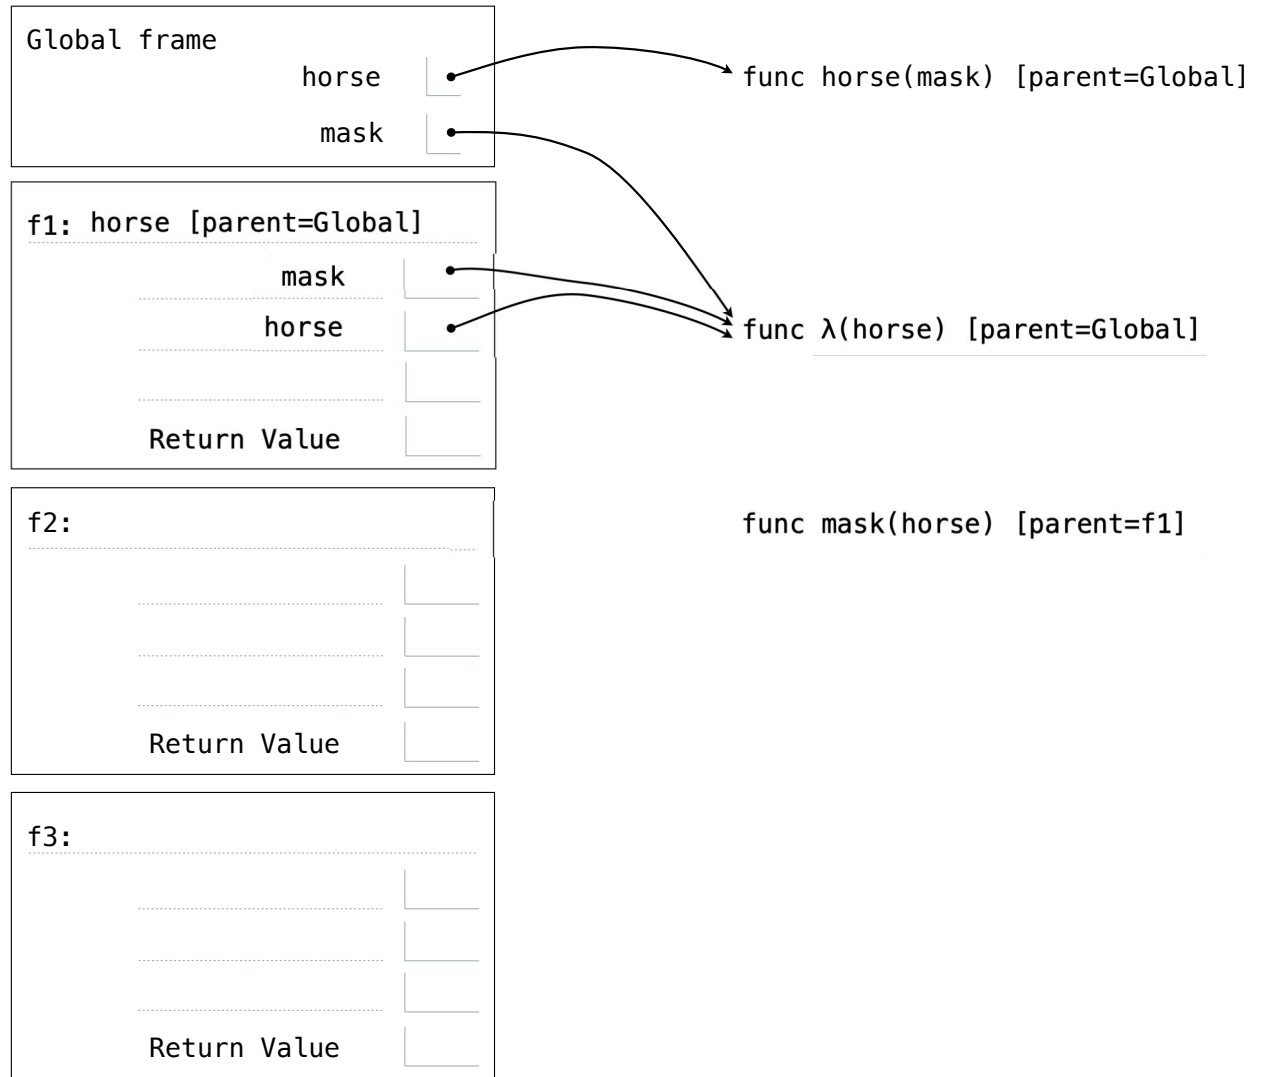 Global frame
horse
func horse(mask) [parent=Global]
mask
f1: horse [parent=Global]
mask
horse
func λ(horse) [parent=Global]
Return Value
f2:
func mask(horse) [parent=f1]
Return Value
f3:
Return Value